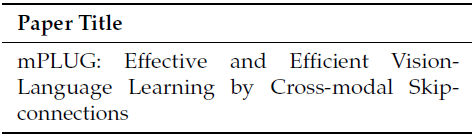 Paper Title
mPLUG: Effective and Efficient Vision-
Language Learning by Cross-modal Skip-
connections